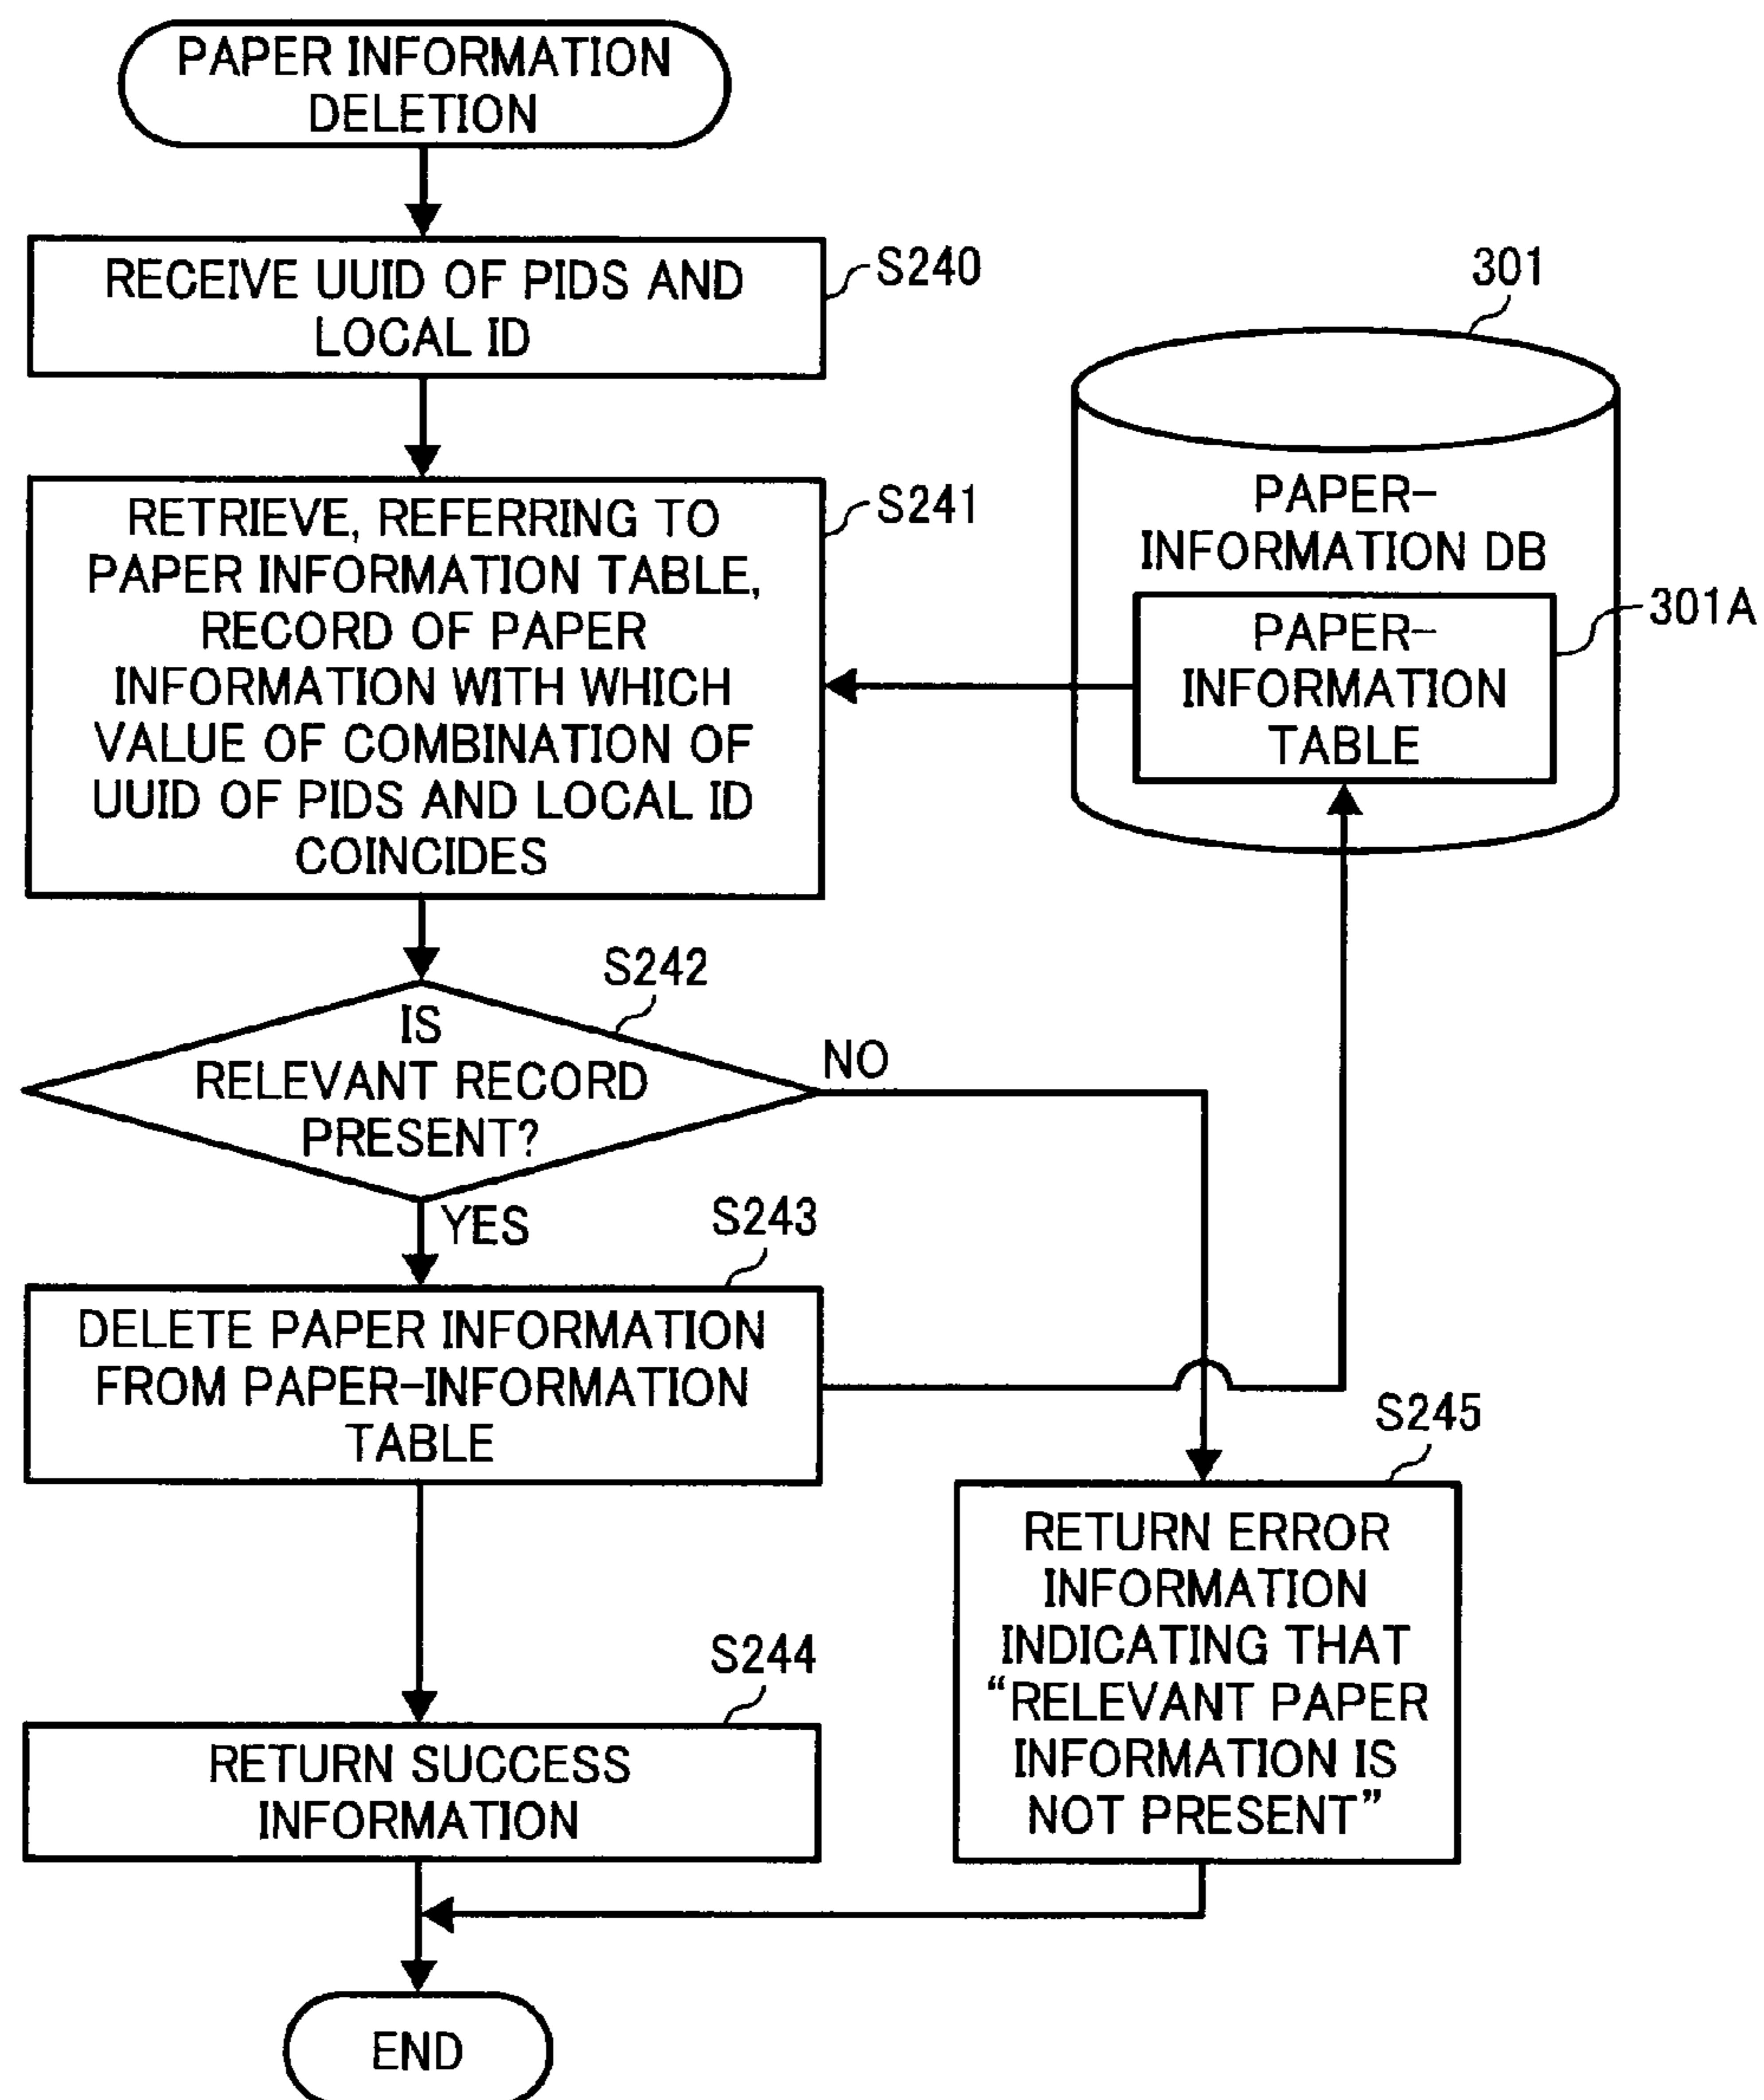 PAPER INFORMATION
DELETION
RECEIVE UUID OF PIDS AND
LOCAL ID
S240
RETRIEVE, REFERRING TO
PAPER INFORMATION TABLE,
RECORD OF PAPER
INFORMATION WITH WHICH
VALUE OF COMBINATION OF
UUID OF PIDS AND LOCAL ID
COINCIDES
S241
301
PAPER-
INFORMATION DB
PAPER-
INFORMATION
TABLE
301A
S242
IS
RELEVANT RECORD
PRESENT?
NO
YES
S243
DELETE PAPER INFORMATION
FROM PAPER-INFORMATION
TABLE
S245
RETURN ERROR
INFORMATION
INDICATING THAT
“RELEVANT PAPER
INFORMATION IS
NOT PRESENT”
S244
RETURN SUCCESS
INFORMATION
END